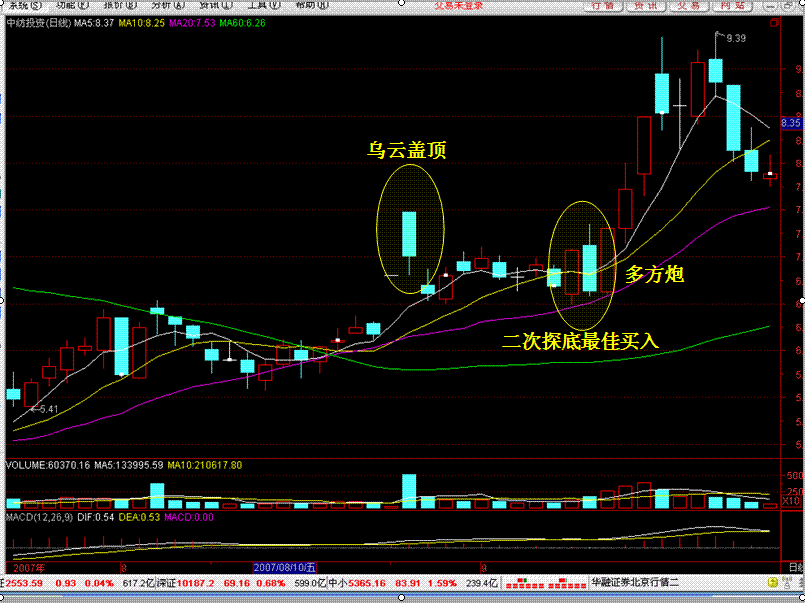 系统(S) 功能(F) 报价(B) 分析(A) 资讯(I) 工具(V) 帮助(H) 交易未登录 行情 资讯 交易 网站
中纺投资(日线) MA5:8.37 MA10:8.25 MA20:7.53 MA60:6.26
9.39
8.35
乌云盖顶
多方炮
二次探底最佳买入
5.41
VOLUME:60370.16 MA5:133995.59 MA10:210617.80
500
250
X10
MACD(12,26,9) DIF:0.54 DEA:0.53 MACD:0.00
2007年 8 2007/08/10/五 9 日线
2553.59 0.93 0.04% 617.2亿 深证10187.2 69.16 0.68% 599.0亿 中小5365.16 83.91 1.59% 239.4亿 华融证券北京行情二